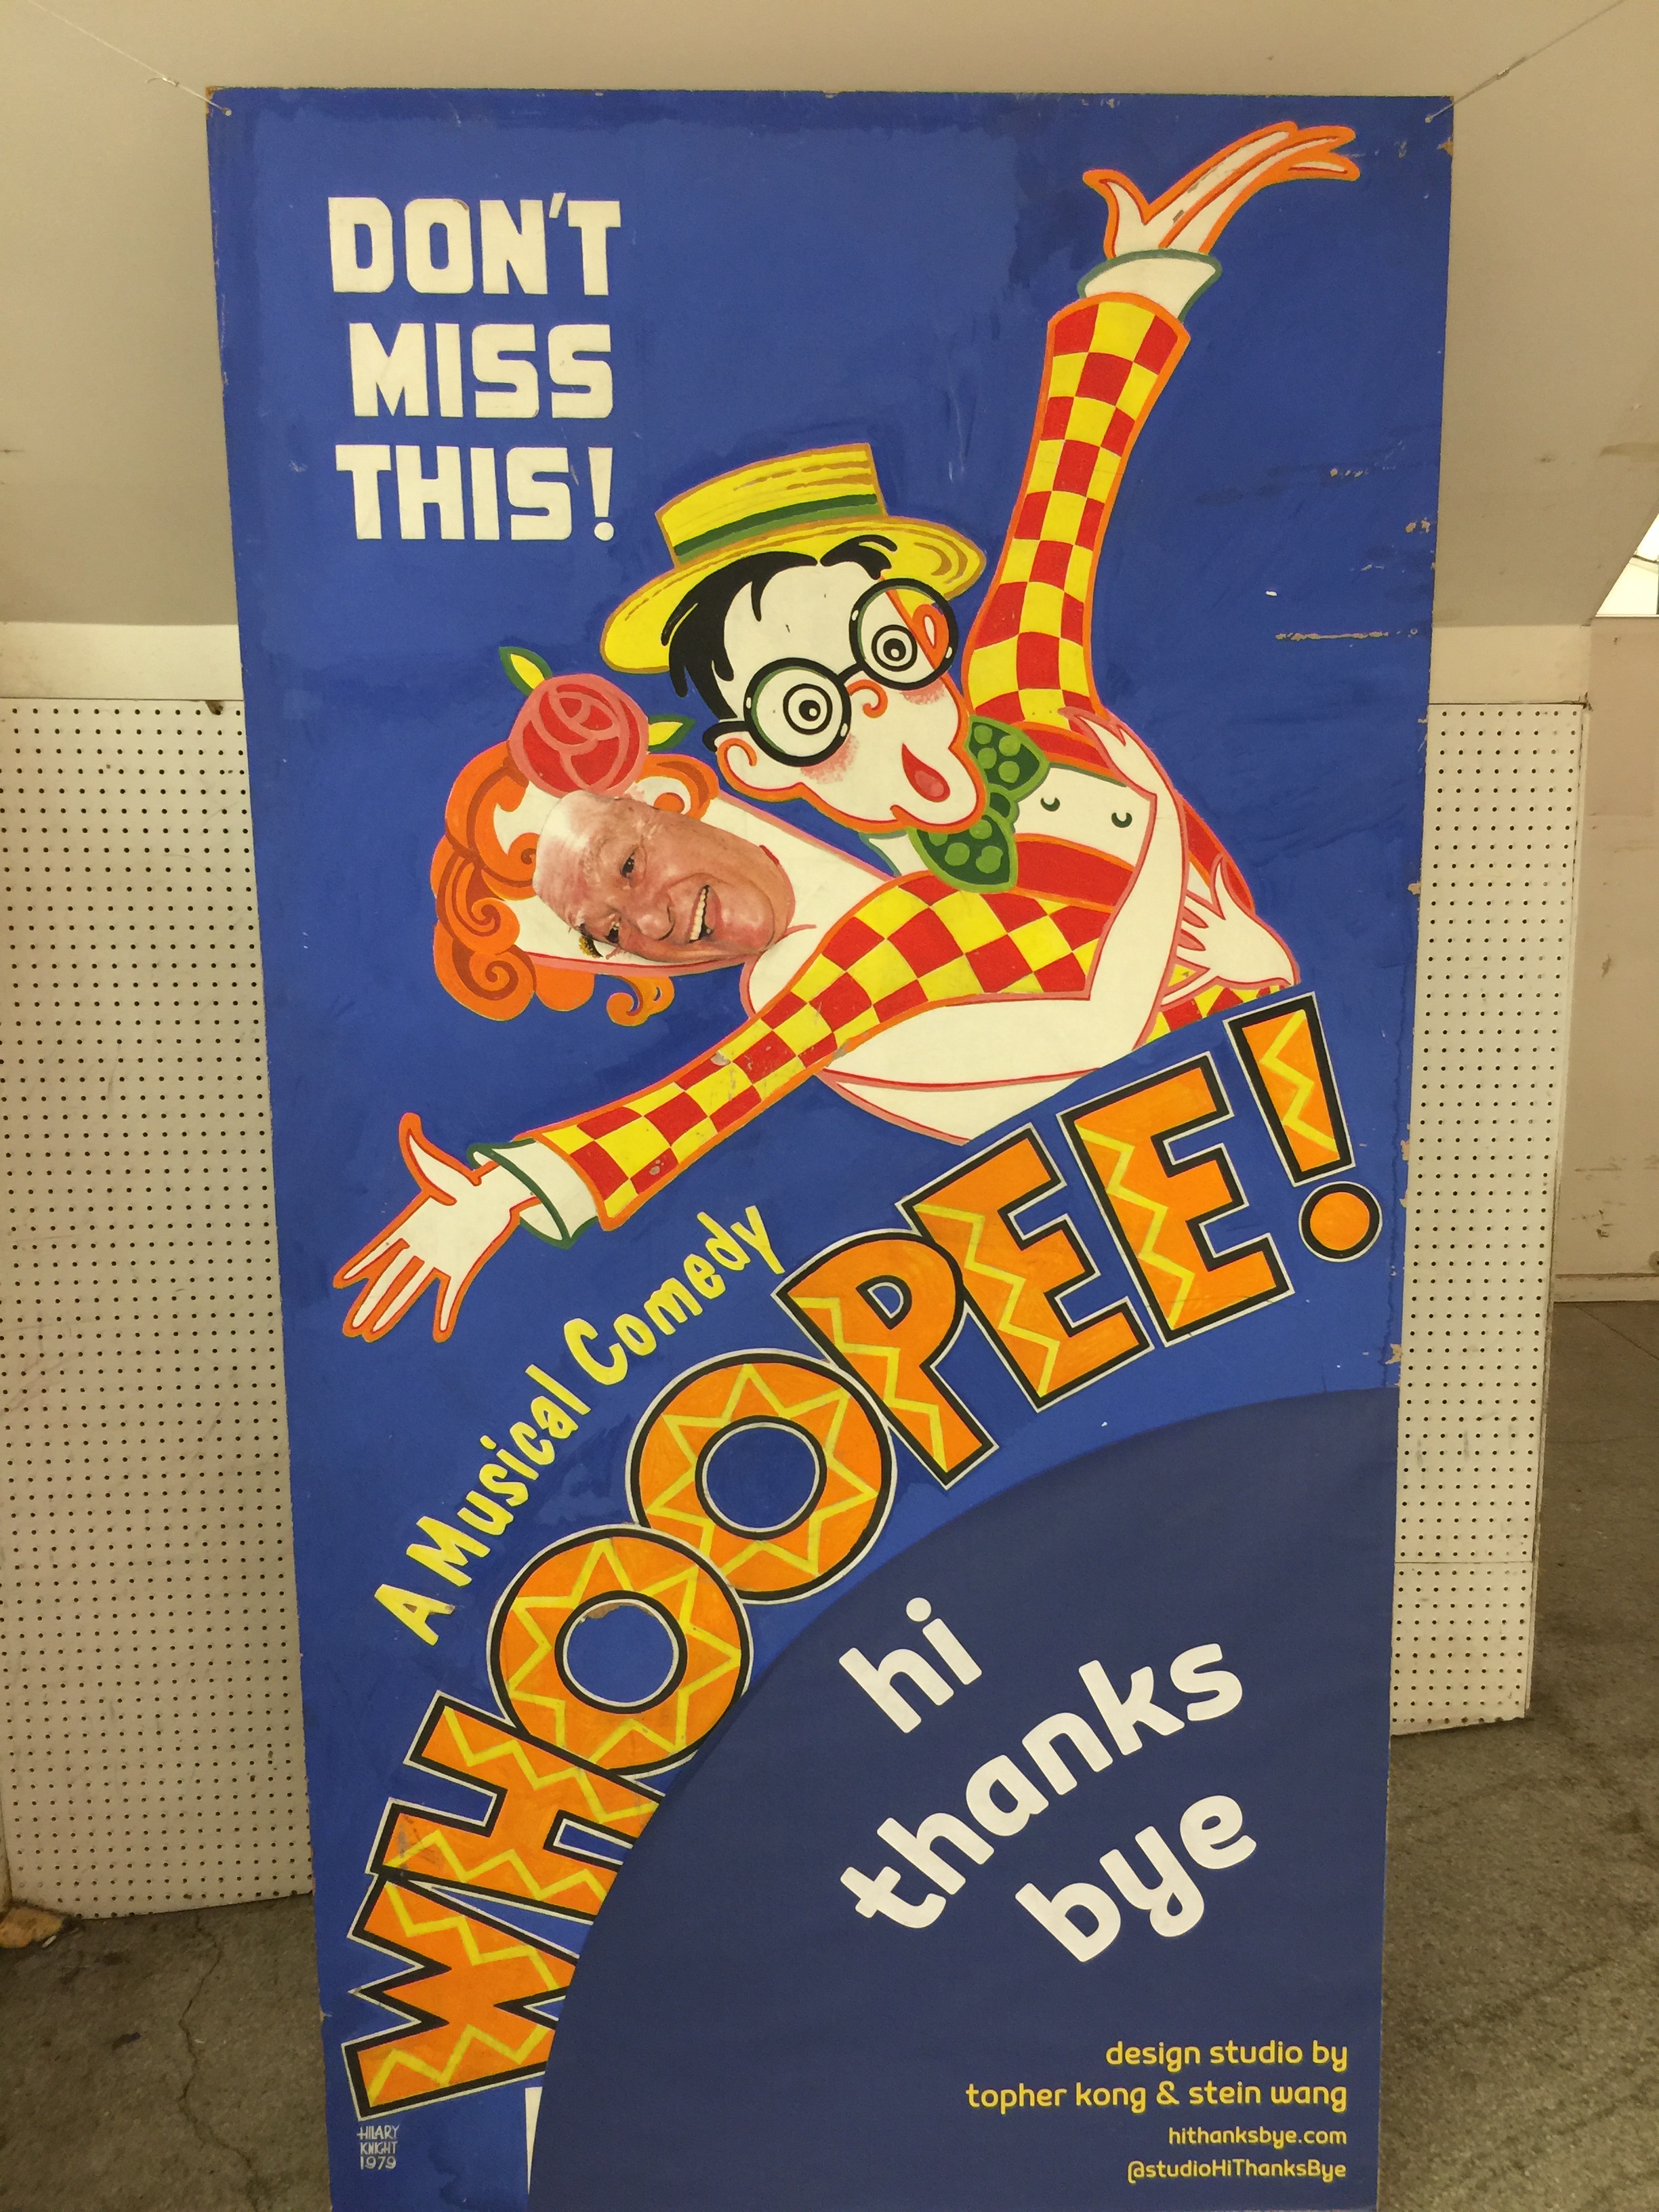 DON'T
MISS
THIS!
A Musical Comedy
WHOOPEE!
hi
thanks
bye
design studio by
topher kong & stein wang
hithanksbye.com
@studioHiThanksBye
HILARY
KNIGHT
1979